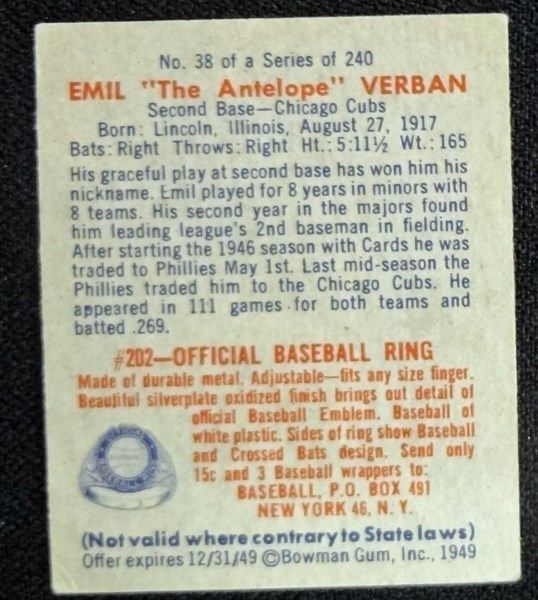 No. 38 of a Series of 240
EMIL "The Antelope" VERBAN
Second Base—Chicago Cubs
Born: Lincoln, Illinois, August 27, 1917
Bats: Right Throws: Right Ht.: 5:11½ Wt.: 165
His graceful play at second base has won him his
nickname. Emil played for 8 years in minors with
8 teams. His second year in the majors found
him leading league's 2nd baseman in fielding.
After starting the 1946 season with Cards he was
traded to Phillies May 1st. Last mid-season the
Phillies traded him to the Chicago Cubs. He
appeared in 111 games for both teams and
batted .269.
#202—OFFICIAL BASEBALL RING
Made of durable metal. Adjustable—fits any size finger.
Beautiful silverplate oxidized finish brings out detail of
official Baseball Emblem. Baseball of
white plastic. Sides of ring show Baseball
and Crossed Bats design. Send only
15c and 3 Baseball wrappers to:
BASEBALL, P.O. BOX 491
NEW YORK 46, N. Y.
(Not valid where contrary to State laws)
Offer expires 12/31/49 ©Bowman Gum, Inc., 1949